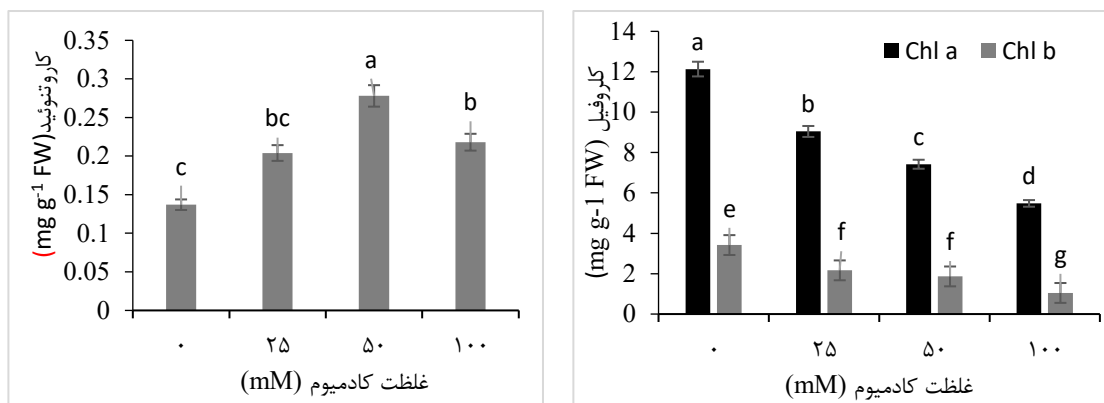 کاروتنوئید(mg g-1 FW)
0.35
0.3
0.25
0.2
0.15
0.1
0.05
0
c
bc
a
b
۰ ۲۵ ۵۰ ۱۰۰
غلظت کادمیوم (mM)
کلروفیل (mg g-1 FW)
14
12
10
8
6
4
2
0
Chl a Chl b
a
b
c
d
e
f
f
g
۰ ۲۵ ۵۰ ۱۰۰
غلظت کادمیوم (mM)